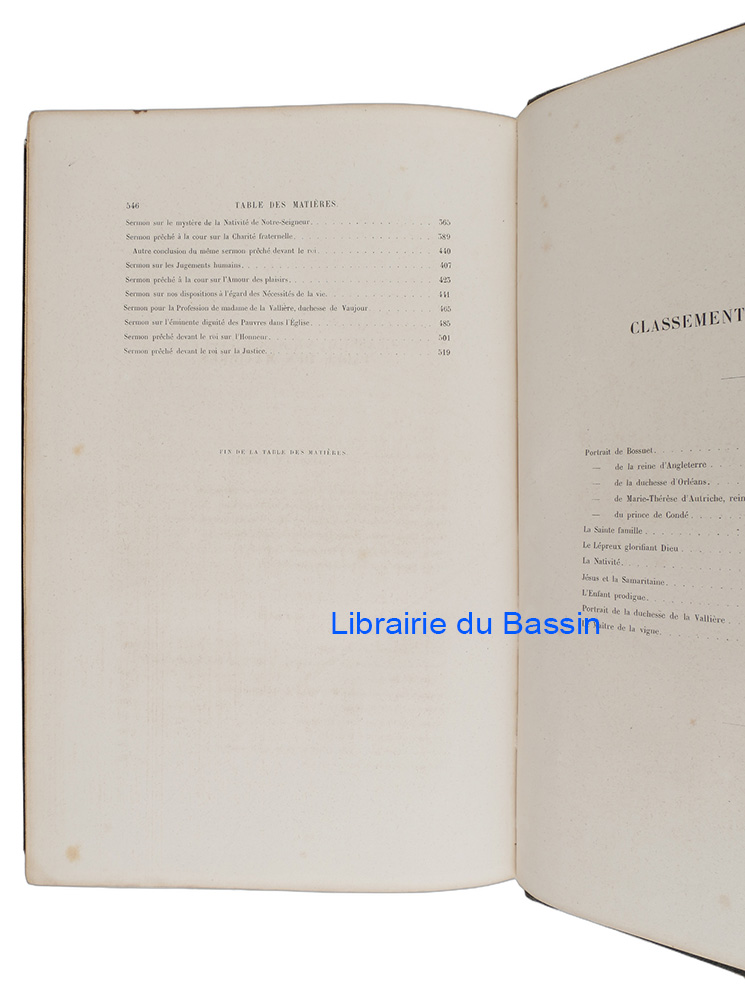 546 TABLE DES MATIÈRES.
Sermon sur le mystère de la Nativité de Notre-Seigneur. 365
Sermon prêché à la cour sur la Charité fraternelle. 389
Autre conclusion du même sermon prêché devant le roi. 440
Sermon sur les Jugements humains. 407
Sermon prêché à la cour sur l'Amour des plaisirs. 423
Sermon sur nos dispositions à l'égard des Nécessités de la vie. 441
Sermon pour la Profession de madame de la Vallière, duchesse de Vaujour. 465
Sermon sur l'éminente dignité des Pauvres dans l'Église. 485
Sermon prêché devant le roi sur l'Honneur. 501
Sermon prêché devant le roi sur la Justice. 519
FIN DE LA TABLE DES MATIÈRES.
CLASSEMENT
Portrait de Bossuet.
— de la reine d'Angleterre
— de la duchesse d'Orléans.
— de Marie-Thérèse d'Autriche, rein
— du prince de Condé.
La Sainte famille
Le Lépreux glorifiant Dieu
La Nativité.
Jésus et la Samaritaine.
L'Enfant prodigue.
Portrait de la duchesse de la Vallière.
Le Maître de la vigne.
Librairie du Bassin